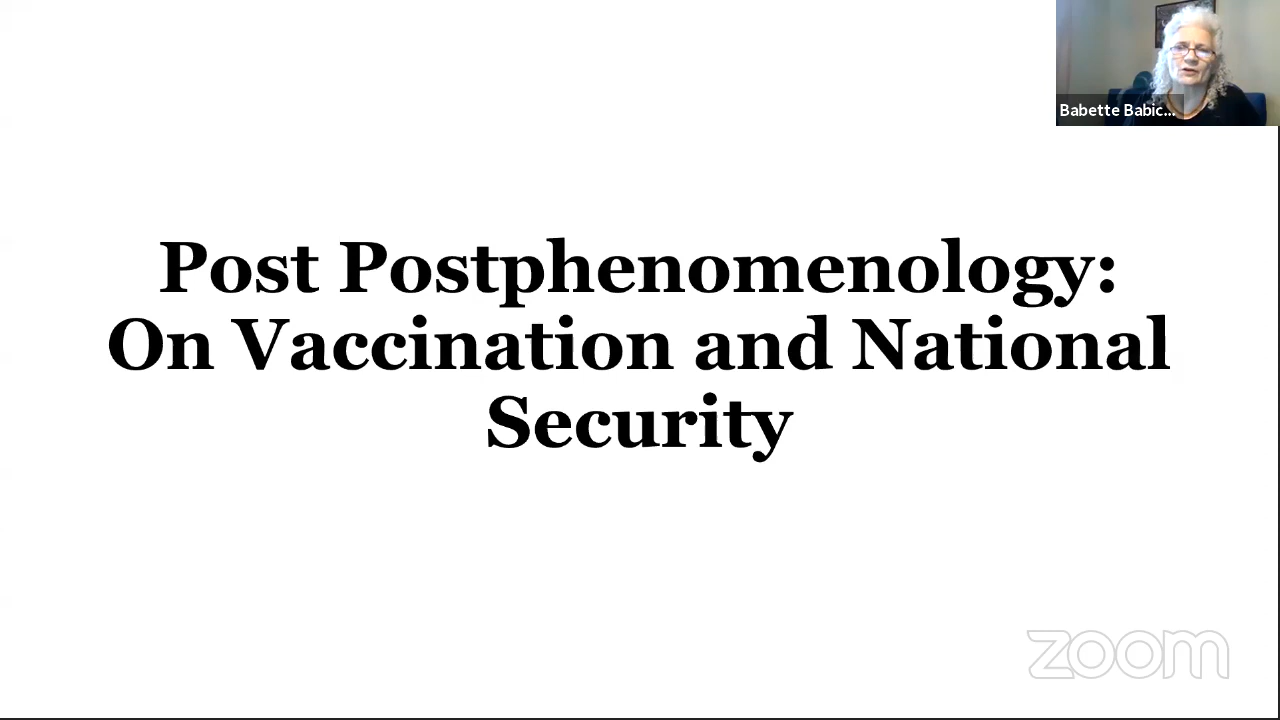 Babette Babic...
Post Postphenomenology:
On Vaccination and National
Security
zoom